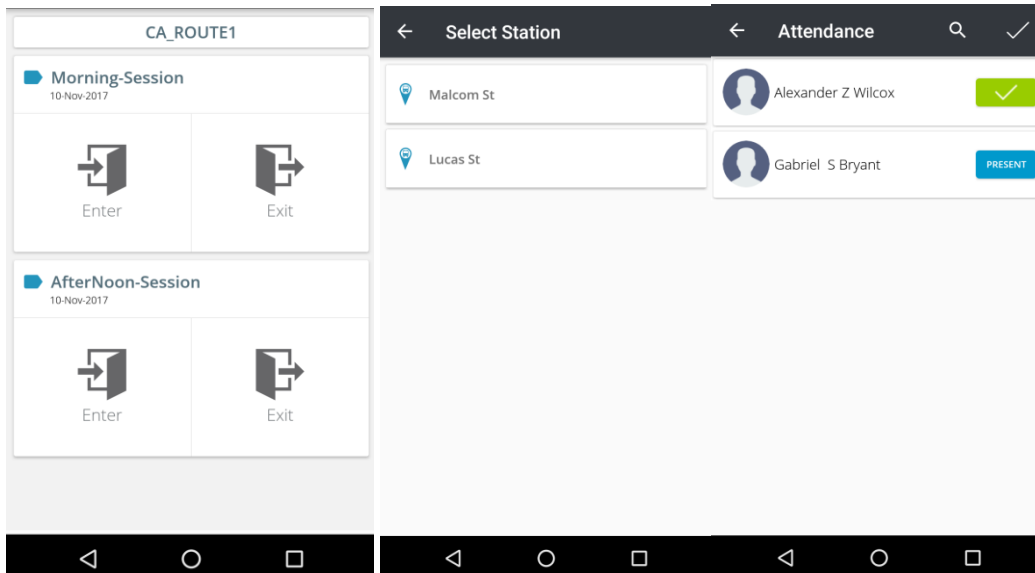 CA_ROUTE1
Morning-Session
10-Nov-2017
Enter
Exit
AfterNoon-Session
10-Nov-2017
Enter
Exit
Select Station
Malcom St
Lucas St
Attendance
Alexander Z Wilcox
Gabriel S Bryant
PRESENT